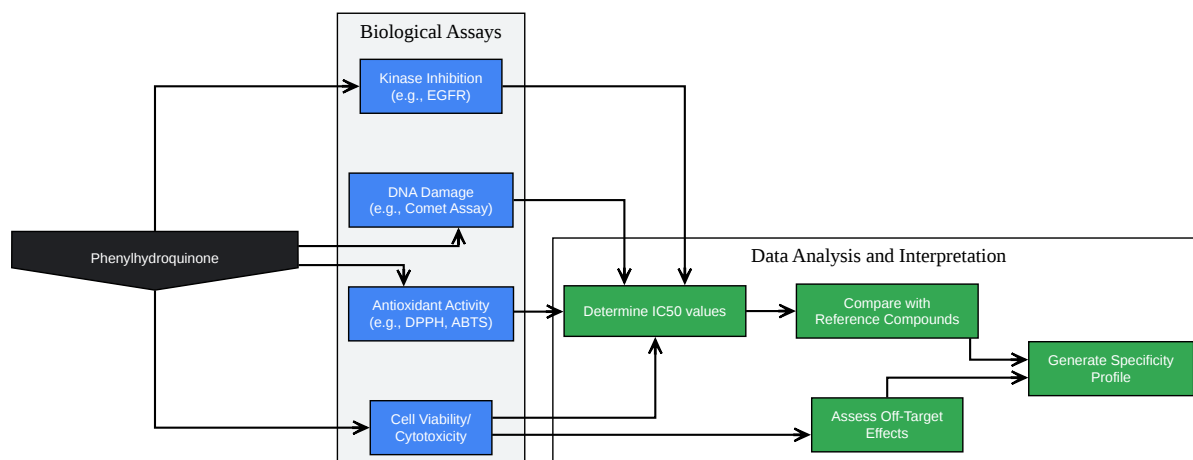 Biological Assays
Kinase Inhibition
(e.g., EGFR)
DNA Damage
(e.g., Comet Assay)
Phenylhydroquinone
Data Analysis and Interpretation
Antioxidant Activity
(e.g., DPPH, ABTS)
Determine IC50 values
Compare with
Reference Compounds
Generate Specificity
Profile
Cell Viability/
Cytotoxicity
Assess Off-Target
Effects